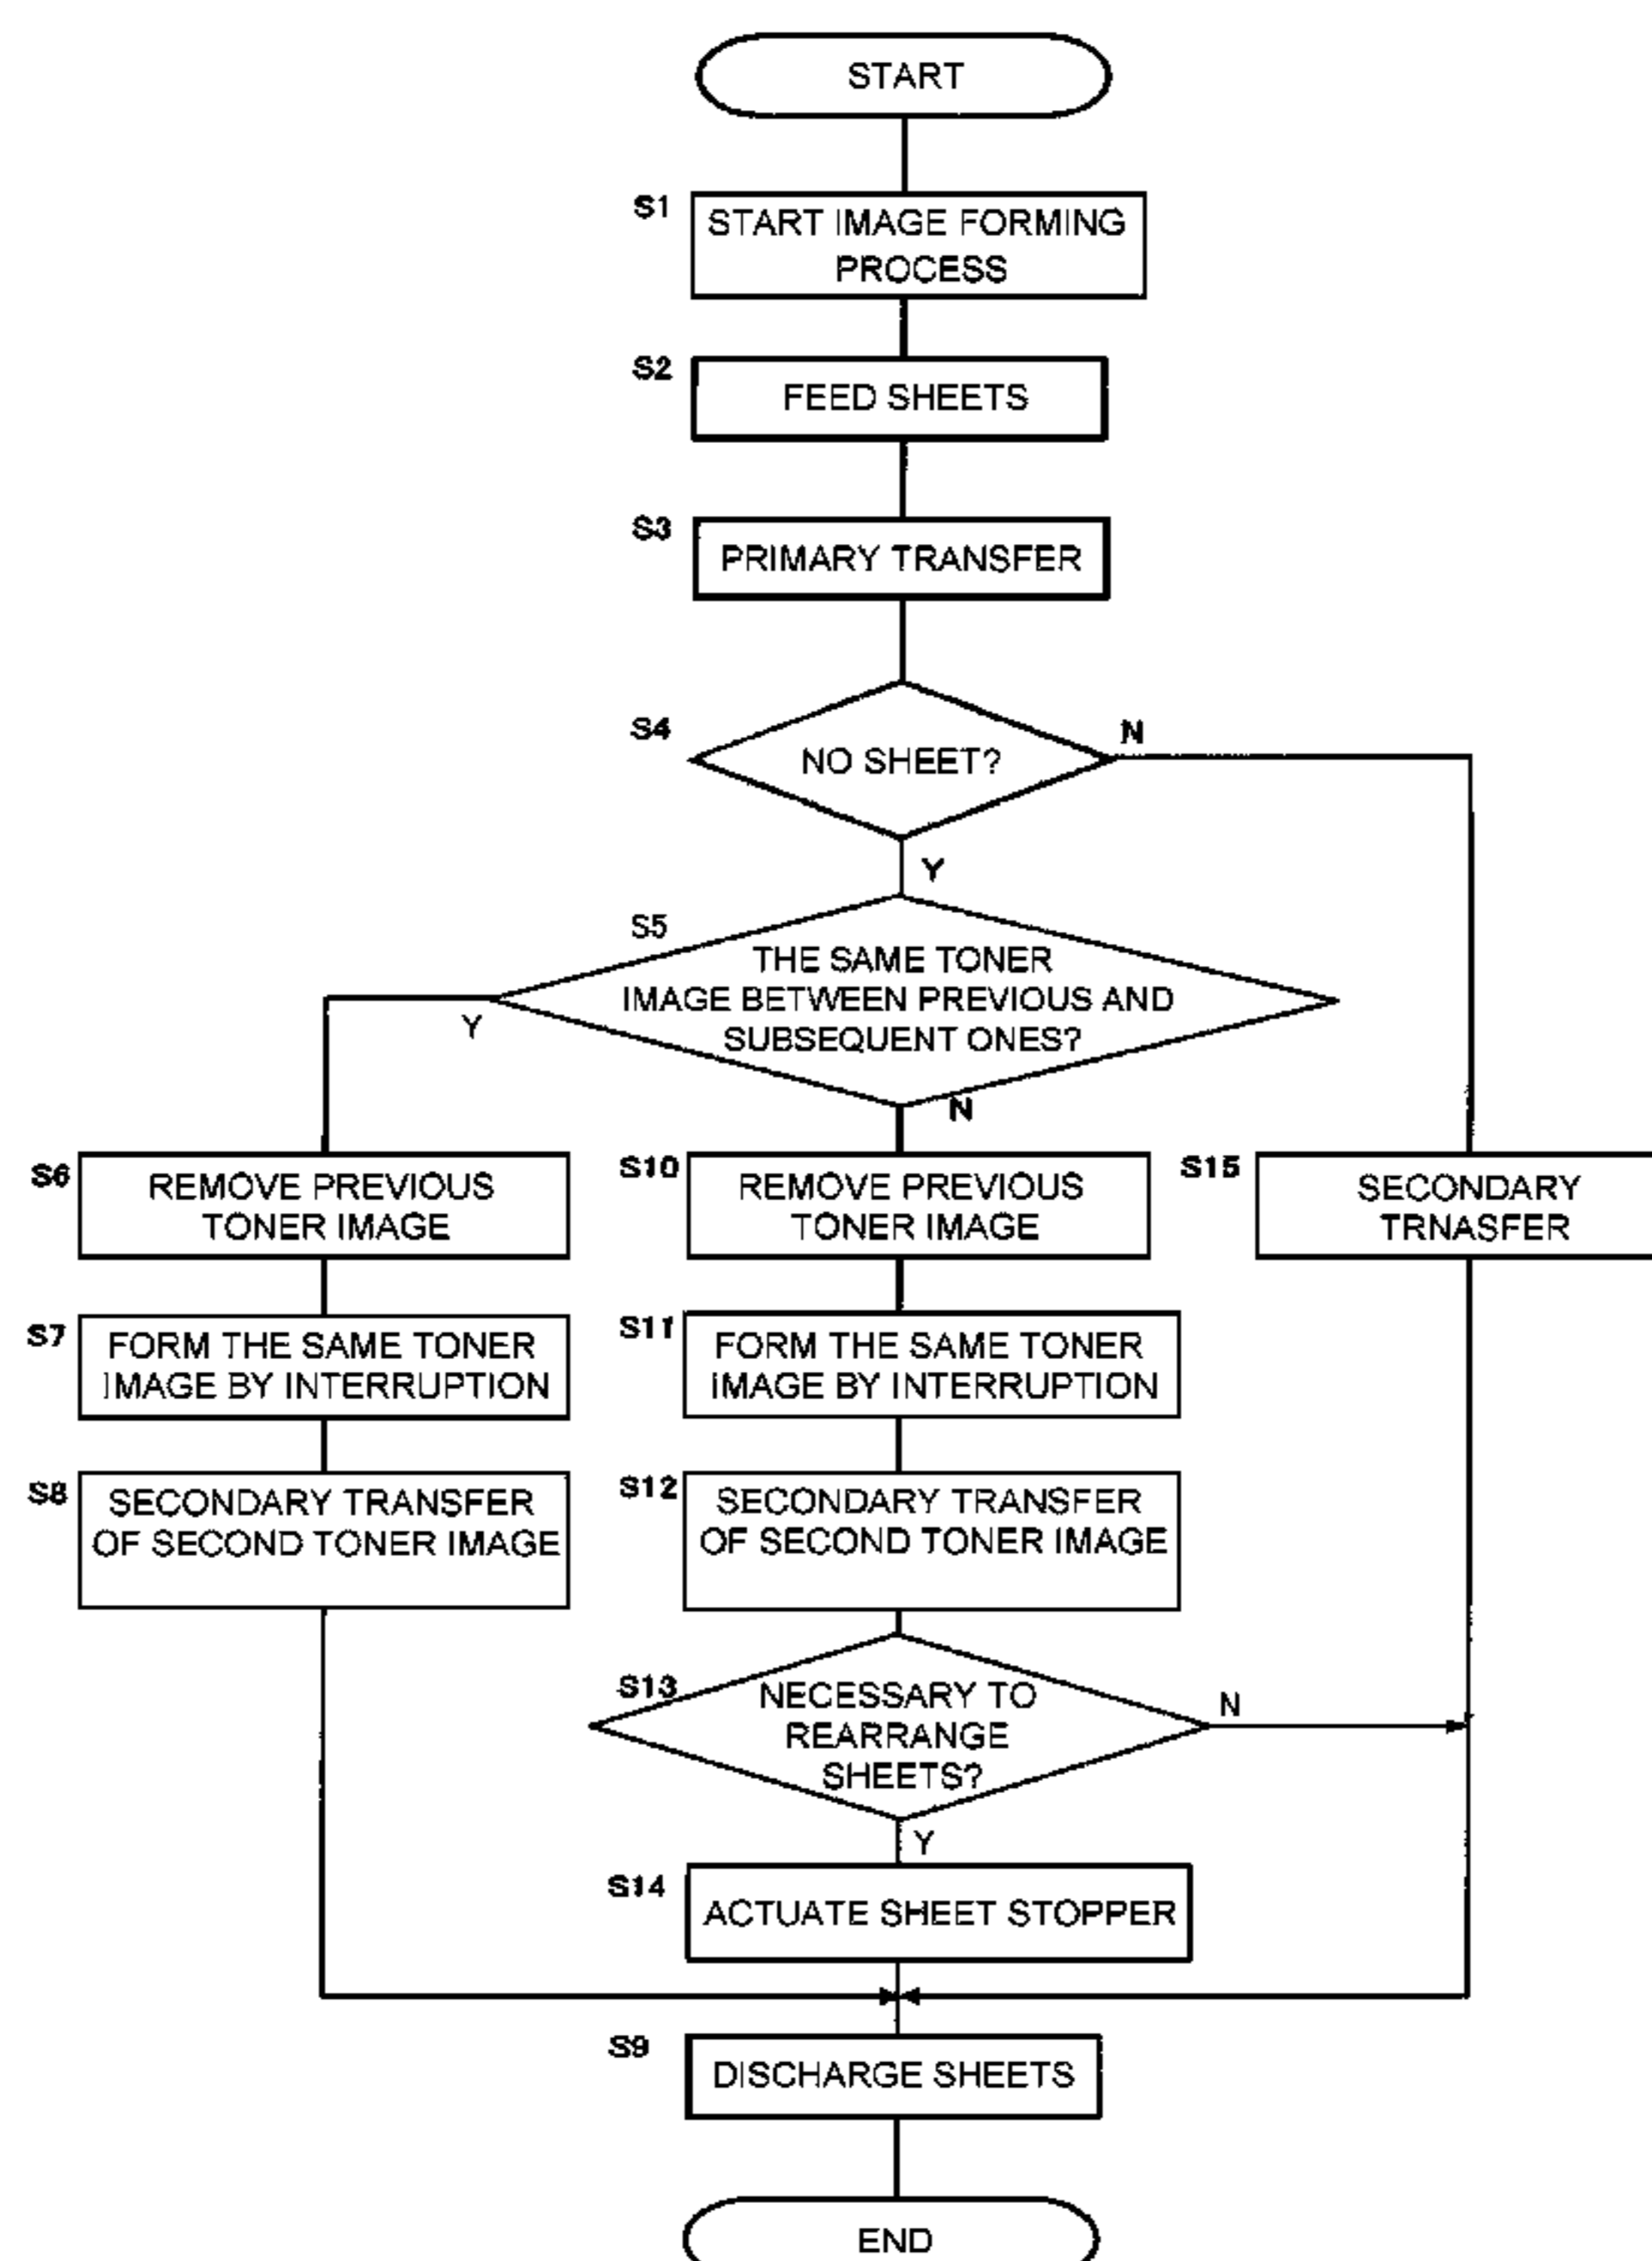 START
S1
START IMAGE FORMING
PROCESS
S2
FEED SHEETS
S3
PRIMARY TRANSFER
S4
NO SHEET?
N
Y
S5
THE SAME TONER
IMAGE BETWEEN PREVIOUS AND
SUBSEQUENT ONES?
Y
N
S6
REMOVE PREVIOUS
TONER IMAGE
S7
FORM THE SAME TONER
IMAGE BY INTERRUPTION
S8
SECONDARY TRANSFER
OF SECOND TONER IMAGE
S10
REMOVE PREVIOUS
TONER IMAGE
S11
FORM THE SAME TONER
IMAGE BY INTERRUPTION
S12
SECONDARY TRANSFER
OF SECOND TONER IMAGE
S13
NECESSARY TO
REARRANGE
SHEETS?
N
Y
S14
ACTUATE SHEET STOPPER
S15
SECONDARY
TRNASFER
S9
DISCHARGE SHEETS
END